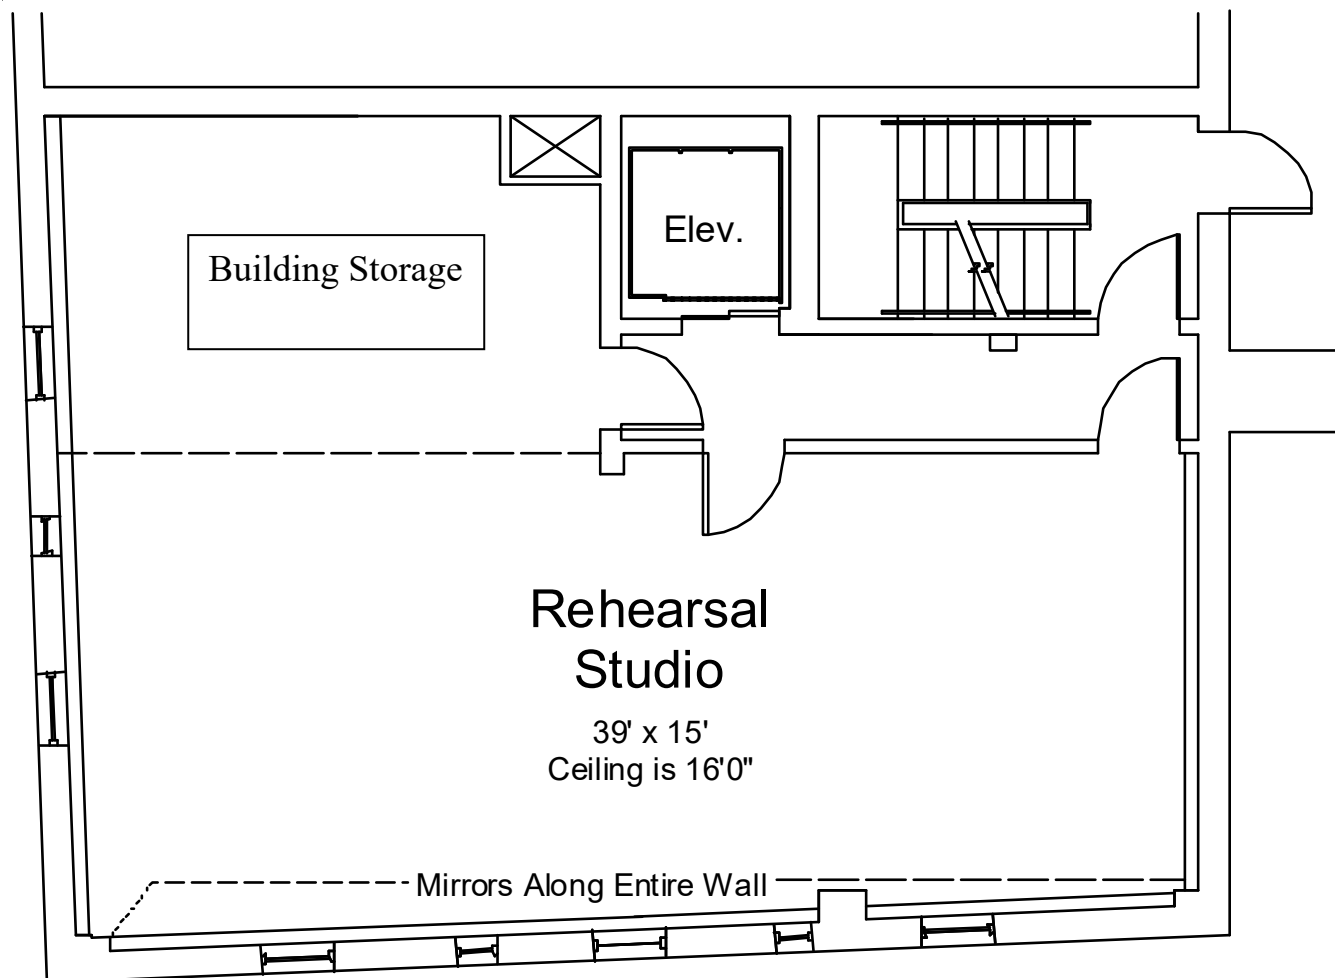 Elev.
Building Storage
Rehearsal
Studio
39' x 15'
Ceiling is 16'0"
Mirrors Along Entire Wall